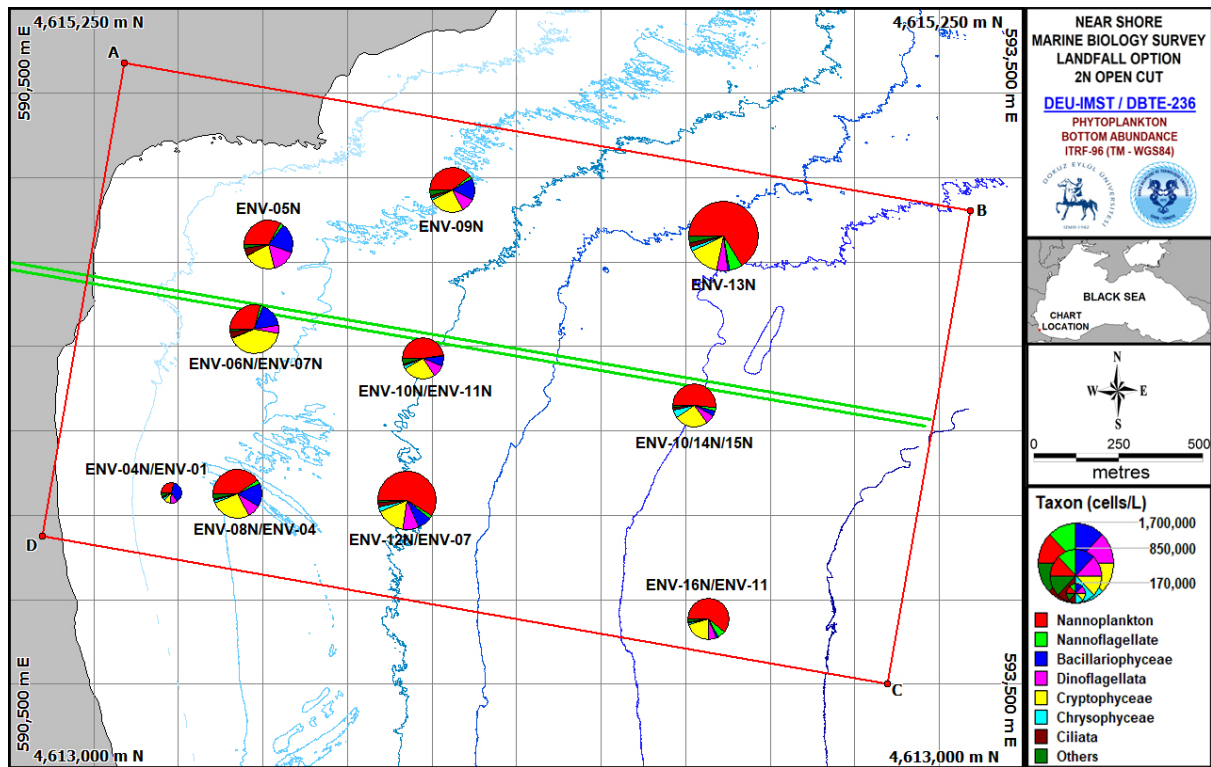 4,615,250 m N
4,615,250 m N
590,500 m E
593,500 m E
A
B
ENV-05N
ENV-09N
ENV-13N
ENV-06N/ENV-07N
ENV-10N/ENV-11N
ENV-10/14N/15N
ENV-04N/ENV-01
ENV-08N/ENV-04
ENV-12N/ENV-07
ENV-16N/ENV-11
D
C
590,500 m E
593,500 m E
4,613,000 m N
4,613,000 m N
NEAR SHORE
MARINE BIOLOGY SURVEY
LANDFALL OPTION
2N OPEN CUT
DEU-IMST / DBTE-236
PHYTOPLANKTON
BOTTOM ABUNDANCE
ITRF-96 (TM - WGS84)
DOKUZ EYLÜL ÜNİVERSİTESİ
BLACK SEA
CHART
LOCATION
N
W E
S
0 250 500
metres
Taxon (cells/L)
1,700,000
850,000
170,000
Nannoplankton
Nannoflagellate
Bacillariophyceae
Dinoflagellata
Cryptophyceae
Chrysophyceae
Ciliata
Others